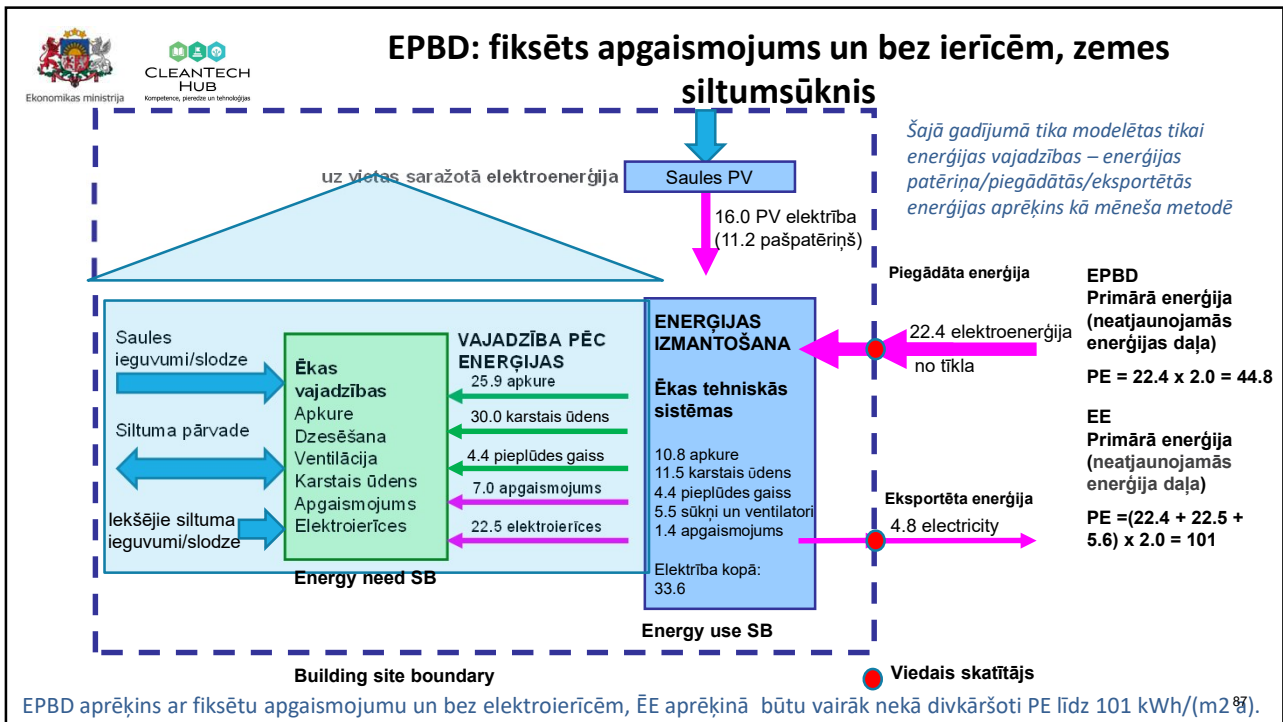 Ekonomikas ministrija
CLEANTECH
HUB
Kompetence, pieredze un tehnoloģijas
EPBD: fiksēts apgaismojums un bez ierīcēm, zemes
siltumsūknis
Šajā gadījumā tika modelētas tikai
enerģijas vajadzības – enerģijas
patēriņa/piegādātās/eksportētās
enerģijas aprēķins kā mēneša metodē
uz vietas saražotā elektroenerģija
Saules PV
16.0 PV elektrība
(11.2 pašpatēriņš)
Saules
ieguvumi/slodze
Siltuma pārvade
Iekšējie siltuma
ieguvumi/slodze
Ēkas
vajadzības
Apkure
Dzesēšana
Ventilācija
Karstais ūdens
Apgaismojums
Elektroierīces
Energy need SB
VAJADZĪBA PĒC
ENERĢIJAS
25.9 apkure
30.0 karstais ūdens
4.4 pieplūdes gaiss
7.0 apgaismojums
22.5 elektroierīces
ENERĢIJAS
IZMANTOŠANA
Ēkas tehniskās
sistēmas
10.8 apkure
11.5 karstais ūdens
4.4 pieplūdes gaiss
5.5 sūkņi un ventilatori
1.4 apgaismojums
Elektrība kopā:
33.6
Energy use SB
Piegādāta enerģija
22.4 elektroenerģija
no tīkla
Eksportēta enerģija
4.8 electricity
EPBD
Primārā enerģija
(neatjaunojamās
enerģijas daļa)
PE = 22.4 x 2.0 = 44.8
EE
Primārā enerģija
(neatjaunojamās
enerģija daļa)
PE =(22.4 + 22.5 +
5.6) x 2.0 = 101
Building site boundary
Viedais skatītājs
EPBD aprēķins ar fiksētu apgaismojumu un bez elektroierīcēm, ĒE aprēķinā būtu vairāk nekā divkāršoti PE līdz 101 kWh/(m2 a).
87